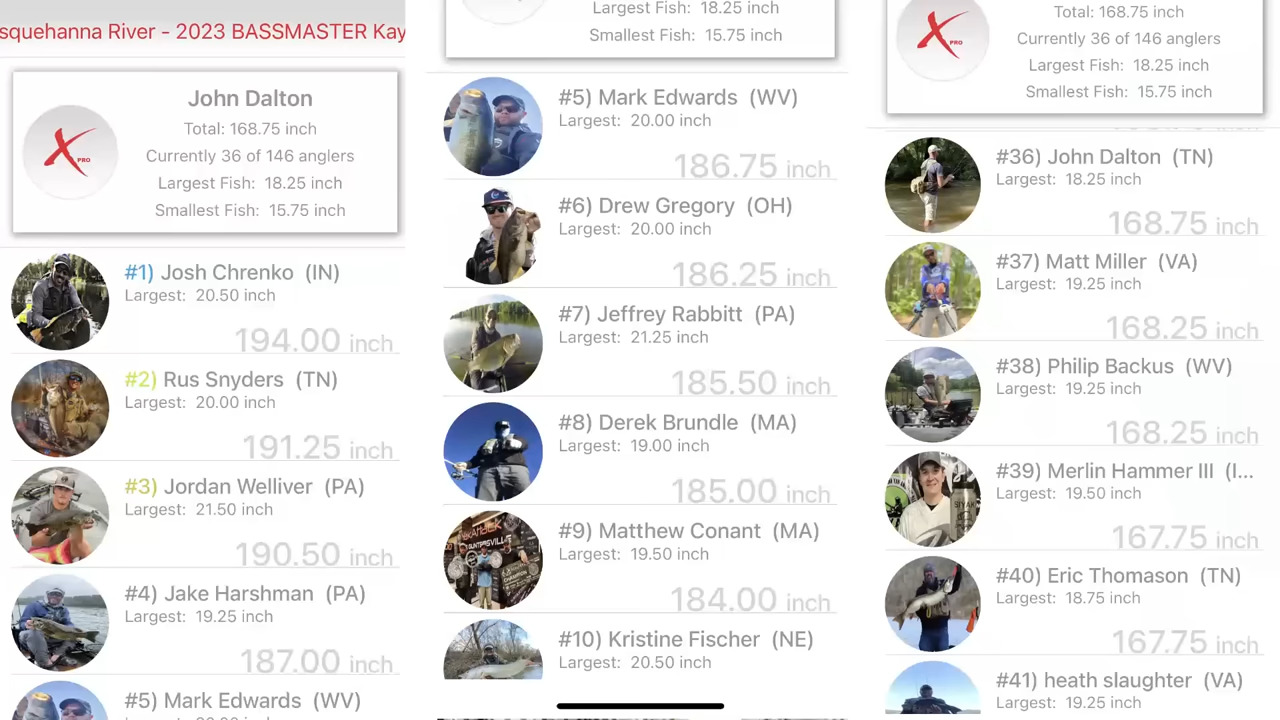 squehanna River - 2023 BASSMASTER Kay
John Dalton
Total: 168.75 inch
Currently 36 of 146 anglers
Largest Fish: 18.25 inch
Smallest Fish: 15.75 inch
X PRO
#1) Josh Chrenko (IN)
Largest: 20.50 inch
194.00 inch
#2) Rus Snyders (TN)
Largest: 20.00 inch
191.25 inch
#3) Jordan Welliver (PA)
Largest: 21.50 inch
190.50 inch
#4) Jake Harshman (PA)
Largest: 19.25 inch
187.00 inch
#5) Mark Edwards (WV)
Largest Fish: 18.25 inch
Smallest Fish: 15.75 inch
#5) Mark Edwards (WV)
Largest: 20.00 inch
186.75 inch
#6) Drew Gregory (OH)
Largest: 20.00 inch
186.25 inch
#7) Jeffrey Rabbitt (PA)
Largest: 21.25 inch
185.50 inch
#8) Derek Brundle (MA)
Largest: 19.00 inch
185.00 inch
#9) Matthew Conant (MA)
Largest: 19.50 inch
184.00 inch
#10) Kristine Fischer (NE)
Largest: 20.50 inch
Total: 168.75 inch
Currently 36 of 146 anglers
Largest Fish: 18.25 inch
Smallest Fish: 15.75 inch
X PRO
#36) John Dalton (TN)
Largest: 18.25 inch
168.75 inch
#37) Matt Miller (VA)
Largest: 19.25 inch
168.25 inch
#38) Philip Backus (WV)
Largest: 19.25 inch
168.25 inch
#39) Merlin Hammer III (I...
Largest: 19.50 inch
167.75 inch
#40) Eric Thomason (TN)
Largest: 18.75 inch
167.75 inch
#41) heath slaughter (VA)
Largest: 19.25 inch